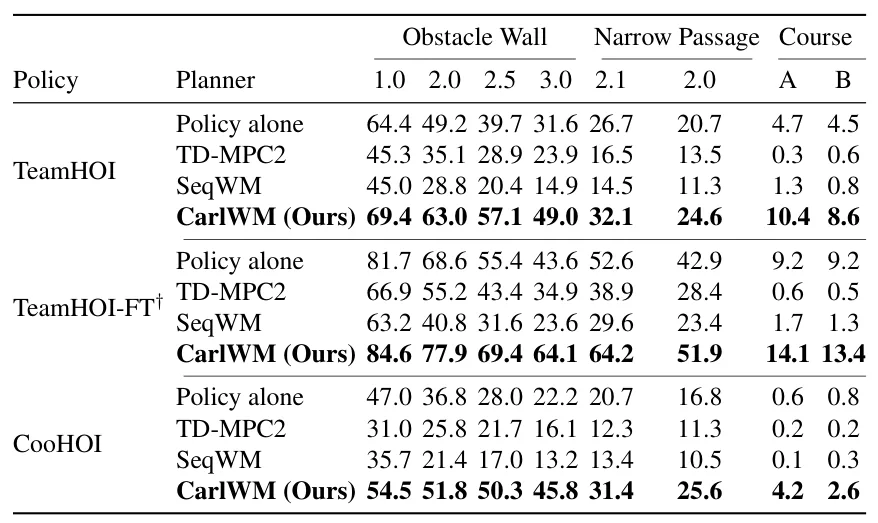 Obstacle Wall Narrow Passage Course
Policy Planner 1.0 2.0 2.5 3.0 2.1 2.0 A B
Policy alone 64.4 49.2 39.7 31.6 26.7 20.7 4.7 4.5
TeamHOI
TD-MPC2 45.3 35.1 28.9 23.9 16.5 13.5 0.3 0.6
SeqWM 45.0 28.8 20.4 14.9 14.5 11.3 1.3 0.8
CarlWM (Ours) 69.4 63.0 57.1 49.0 32.1 24.6 10.4 8.6
Policy alone 81.7 68.6 55.4 43.6 52.6 42.9 9.2 9.2
TeamHOI-FT†
TD-MPC2 66.9 55.2 43.4 34.9 38.9 28.4 0.6 0.5
SeqWM 63.2 40.8 31.6 23.6 29.6 23.4 1.7 1.3
CarlWM (Ours) 84.6 77.9 69.4 64.1 64.2 51.9 14.1 13.4
Policy alone 47.0 36.8 28.0 22.2 20.7 16.8 0.6 0.8
CooHOI
TD-MPC2 31.0 25.8 21.7 16.1 12.3 11.3 0.2 0.2
SeqWM 35.7 21.4 17.0 13.2 13.4 10.5 0.1 0.3
CarlWM (Ours) 54.5 51.8 50.3 45.8 31.4 25.6 4.2 2.6